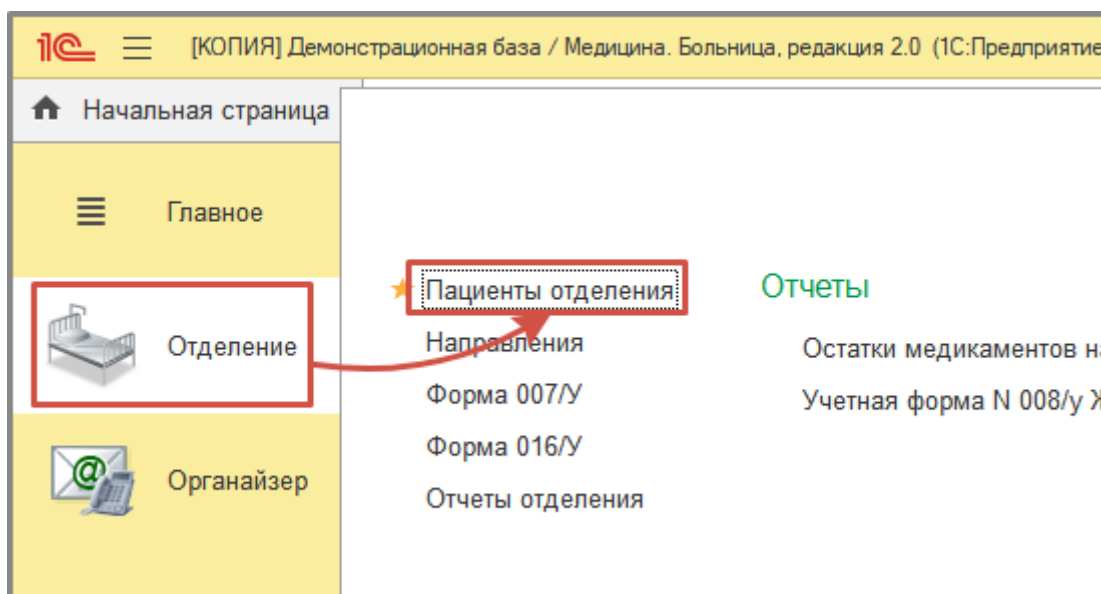 1С [КОПИЯ] Демонстрационная база / Медицина. Больница, редакция 2.0 (1С:Предприятие
Начальная страница
Главное
Отделение
Органайзер
Пациенты отделения
Направления
Форма 007/У
Форма 016/У
Отчеты отделения
Отчеты
Остатки медикаментов на
Учетная форма N 008/у Ж